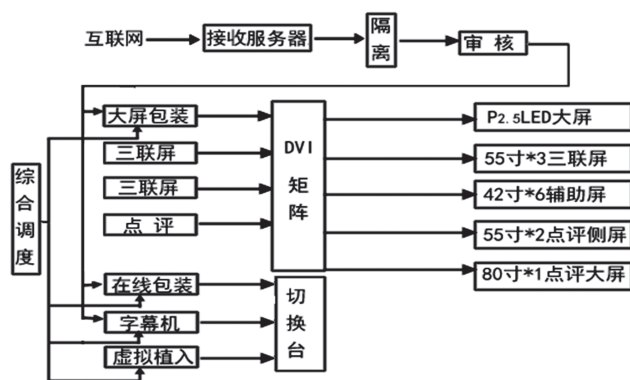 互联网
接收服务器
隔离
审 核
大屏包装
三联屏
三联屏
点 评
在线包装
字幕机
虚拟植入
综合调度
DVI
矩阵
切换台
P2.5LED大屏
55寸*3三联屏
42寸*6辅助屏
55寸*2点评侧屏
80寸*1点评大屏